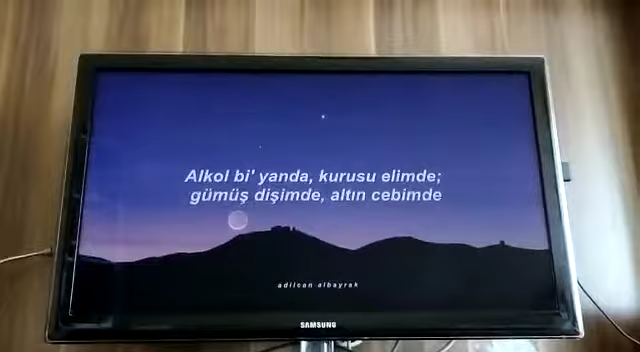 Alkol bi' yanda, kurusu elimde;
gümüş dişimde, altın cebimde
adilcan albayrak
SAMSUNG